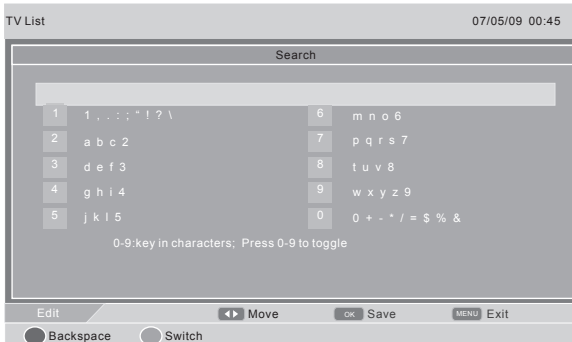 TV List 07/05/09 00:45
Search
1 1 , . : ; “ ! ? \ 6 m n o 6
2 a b c 2 7 p q r s 7
3 d e f 3 8 t u v 8
4 g h i 4 9 w x y z 9
5 j k l 5 0 0 + - * / = $ % &
0-9:key in characters; Press 0-9 to toggle
Edit Move OK Save MENU Exit
Backspace Switch